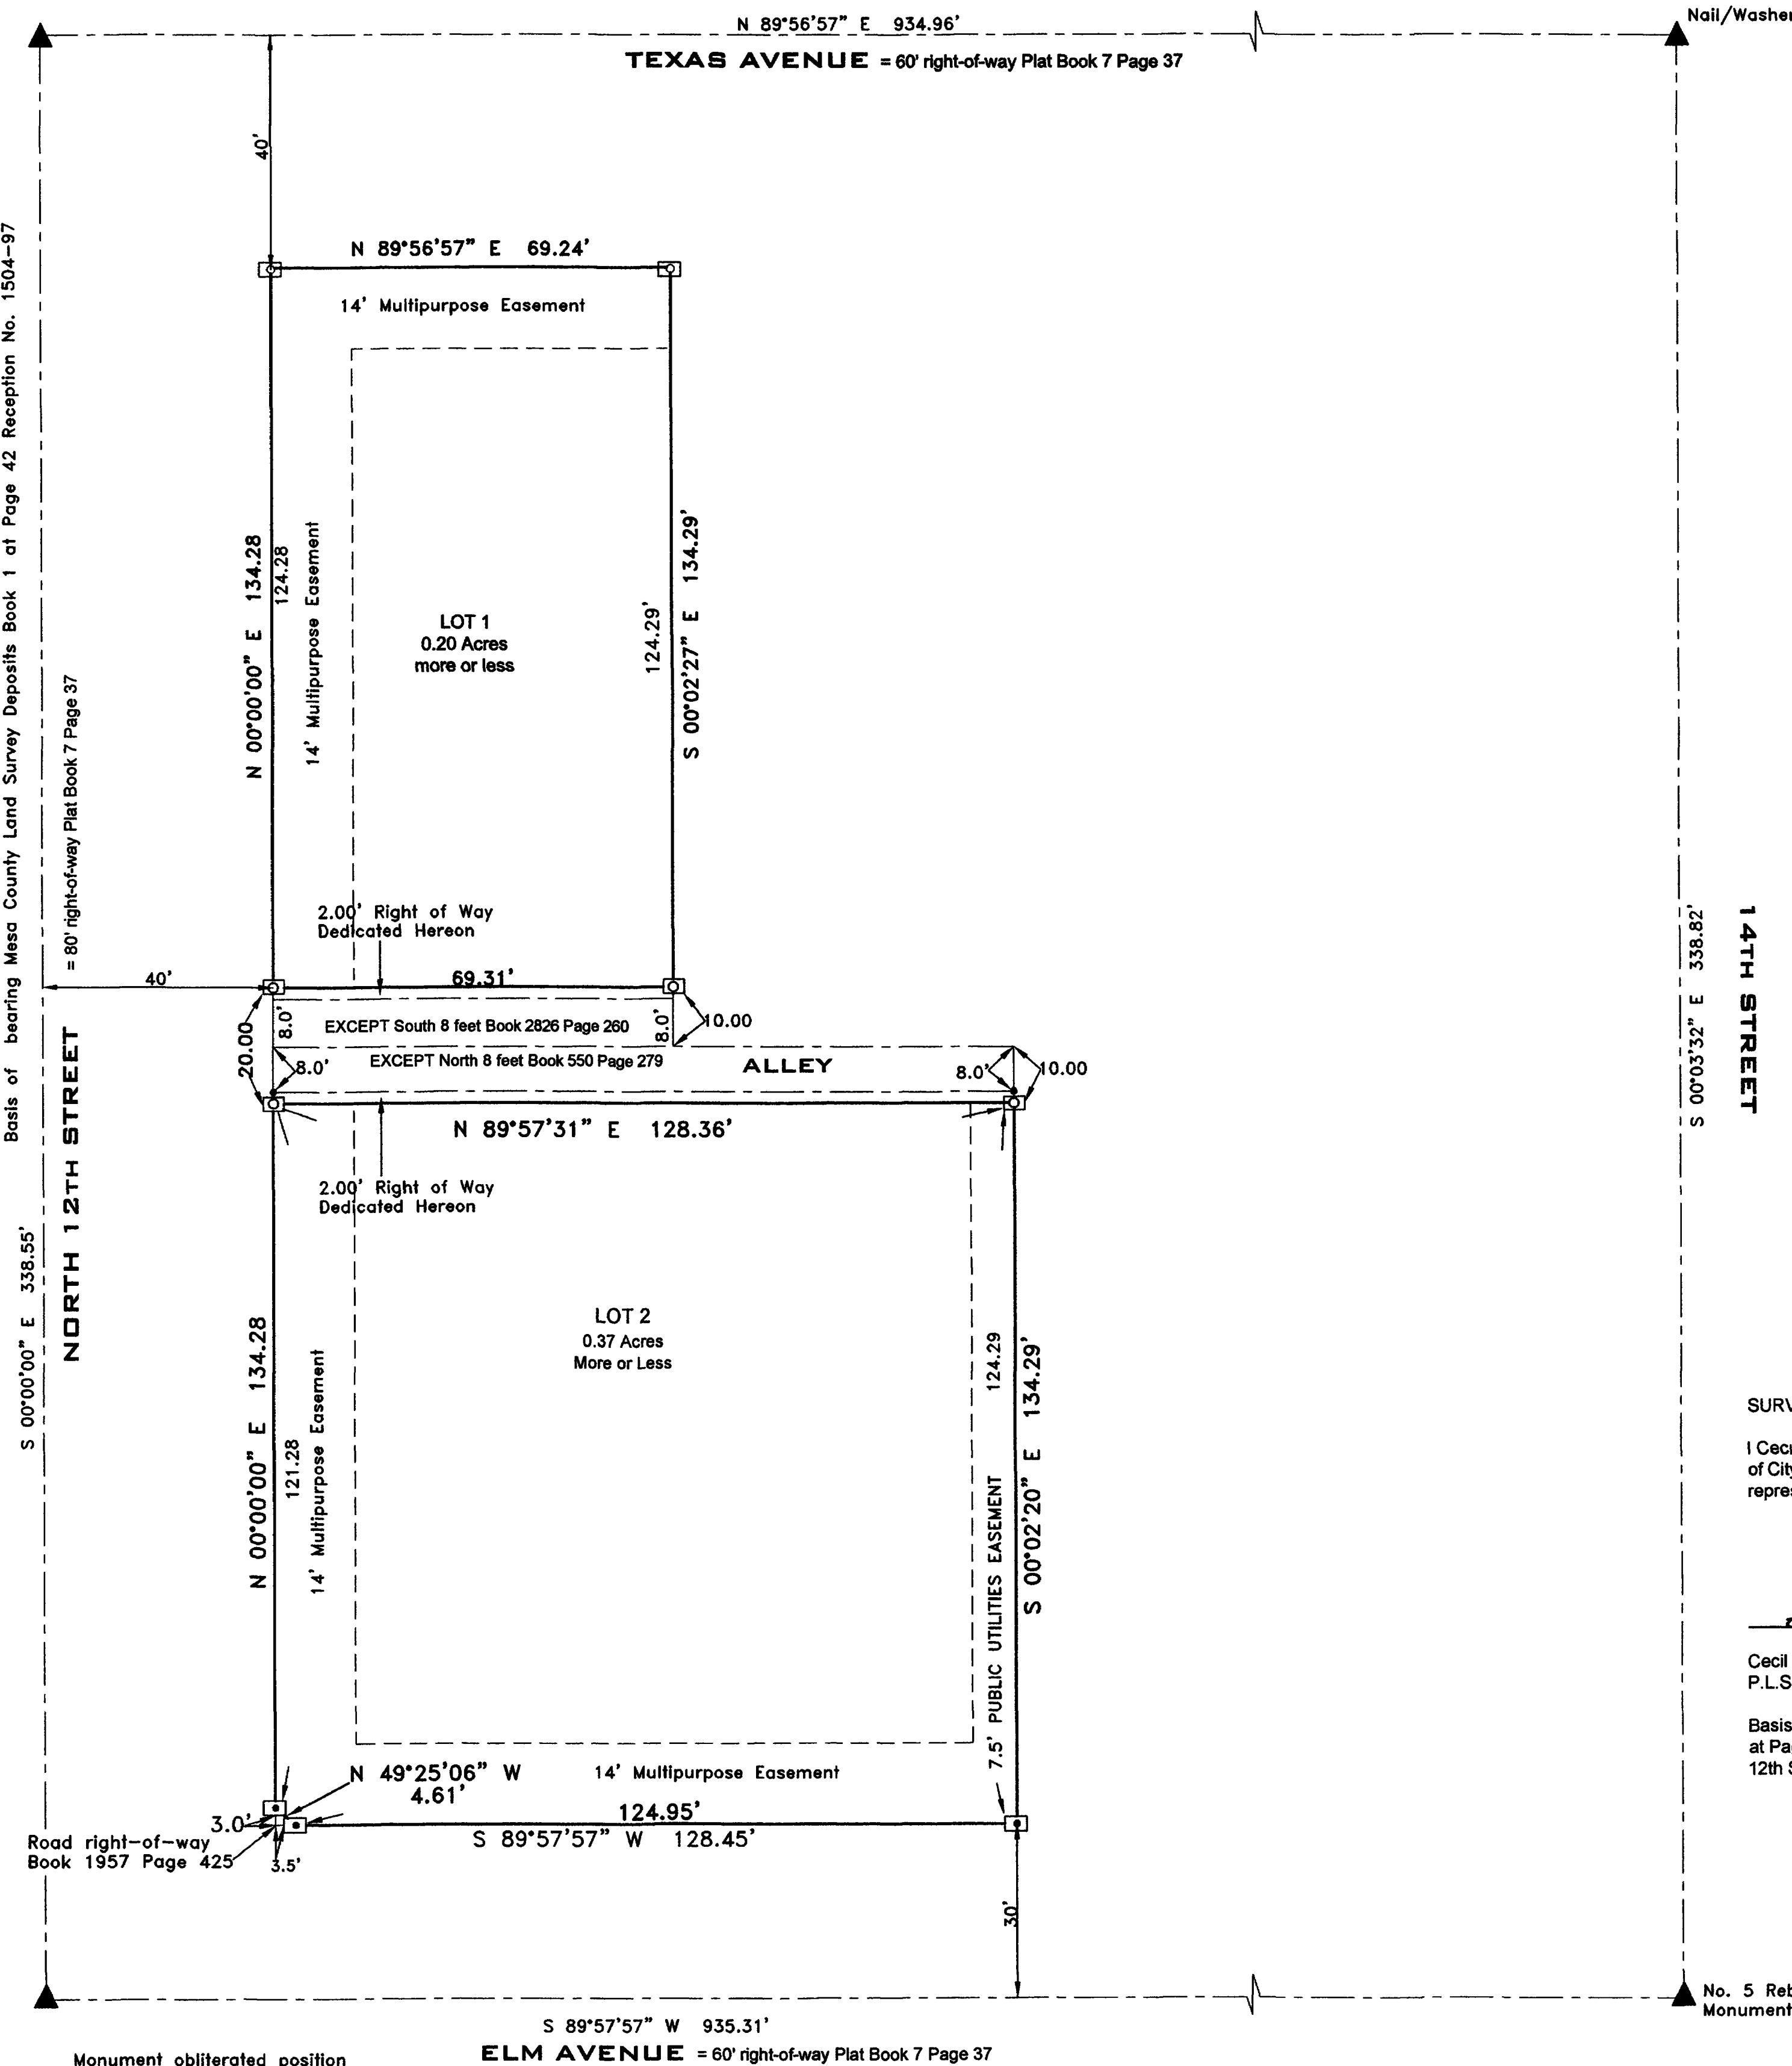 N 89°56'57" E 934.96'
Nail/Washer
TEXAS AVENUE = 60' right-of-way Plat Book 7 Page 37
40'
N 89°56'57" E 69.24'
14' Multipurpose Easement
Basis of bearing Mesa County Land Survey Deposits Book 1 at Page 42 Reception No. 1504-97
= 80' right-of-way Plat Book 7 Page 37
N 00°00'00" E 134.28
124.28
14' Multipurpose Easement
LOT 1
0.20 Acres
more or less
124.29'
S 00°02'27" E 134.29'
2.00' Right of Way
Dedicated Hereon
40'
69.31'
20.00
8.0'
EXCEPT South 8 feet Book 2826 Page 260
8.0'
10.00
8.0'
EXCEPT North 8 feet Book 550 Page 279
ALLEY
8.0'
10.00
N 89°57'31" E 128.36'
2.00' Right of Way
Dedicated Hereon
S 00°03'32" E 338.82'
14TH STREET
S 00°00'00" E 338.55'
NORTH 12TH STREET
N 00°00'00" E 134.28
121.28
14' Multipurpose Easement
LOT 2
0.37 Acres
More or Less
124.29
7.5' PUBLIC UTILITIES EASEMENT
S 00°02'20" E 134.29'
SURV
I Ceci
of City
repres
Cecil
P.L.S
Basis
at Pa
12th S
N 49°25'06" W
4.61'
14' Multipurpose Easement
3.0'
124.95'
S 89°57'57" W 128.45'
Road right-of-way
Book 1957 Page 425
3.5'
30'
No. 5 Reb
Monument
S 89°57'57" W 935.31'
ELM AVENUE = 60' right-of-way Plat Book 7 Page 37
Monument obliterated position